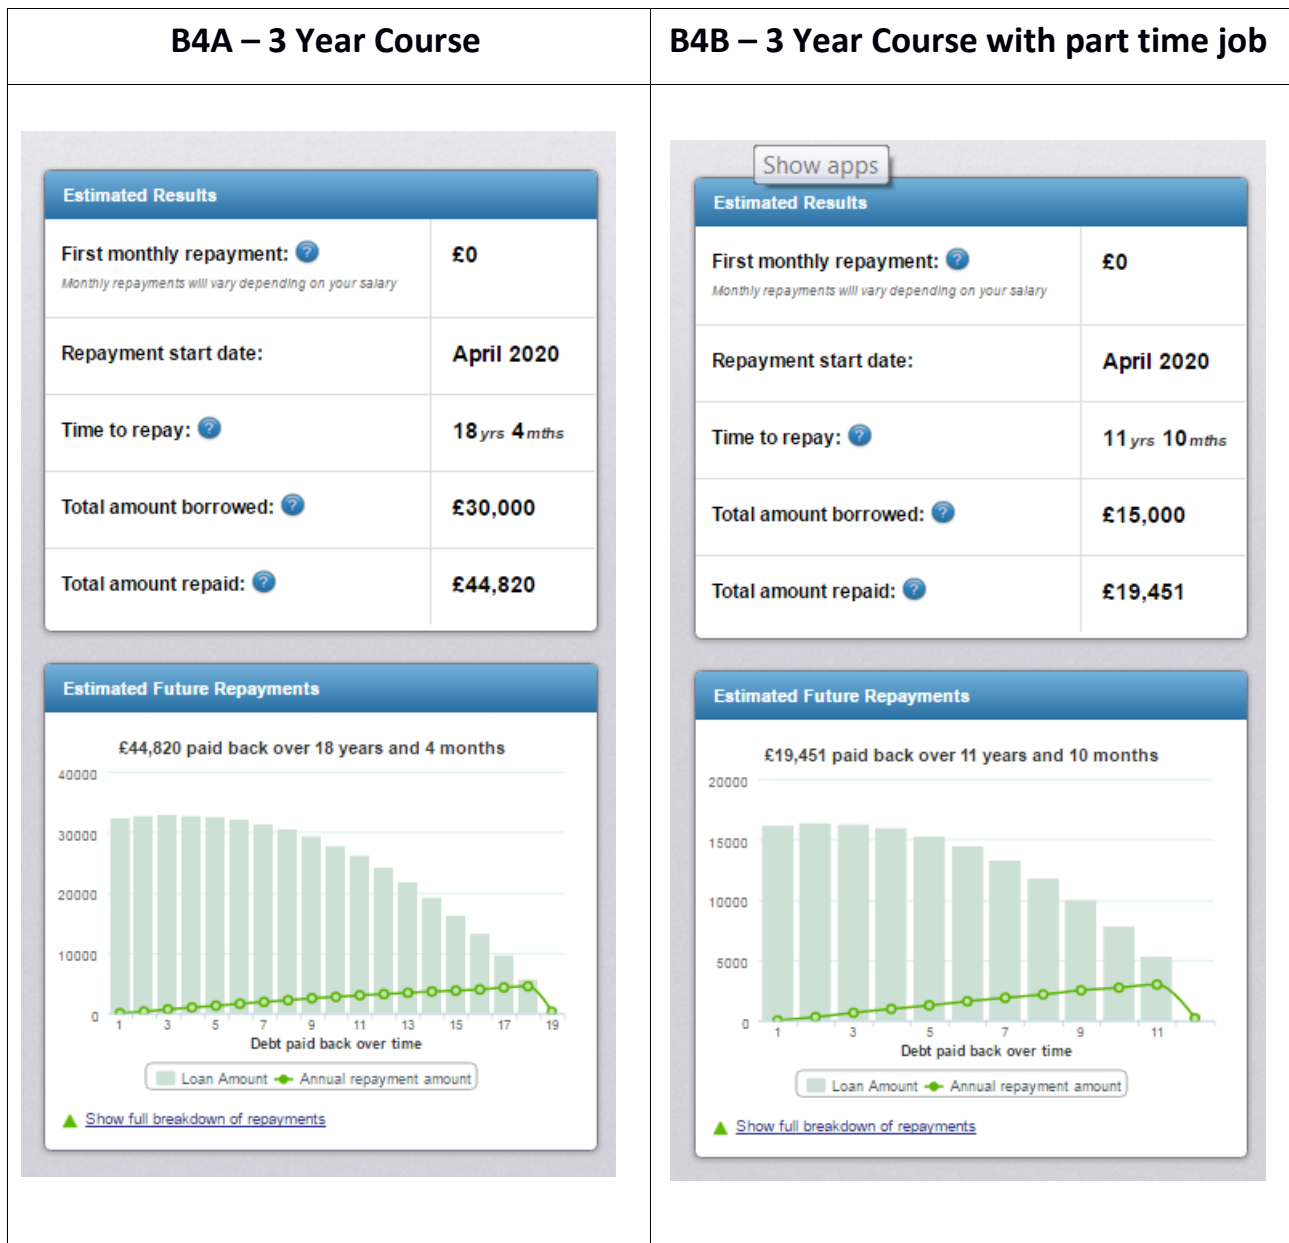 B4A – 3 Year Course
Estimated Results
First monthly repayment: ?
£0
Monthly repayments will vary depending on your salary
Repayment start date:
April 2020
Time to repay: ?
18 yrs 4 mths
Total amount borrowed: ?
£30,000
Total amount repaid: ?
£44,820
Estimated Future Repayments
£44,820 paid back over 18 years and 4 months
40000
30000
20000
10000
0
1 3 5 7 9 11 13 15 17 19
Debt paid back over time
Loan Amount Annual repayment amount
Show full breakdown of repayments
B4B – 3 Year Course with part time job
Show apps
Estimated Results
First monthly repayment: ?
£0
Monthly repayments will vary depending on your salary
Repayment start date:
April 2020
Time to repay: ?
11 yrs 10 mths
Total amount borrowed: ?
£15,000
Total amount repaid: ?
£19,451
Estimated Future Repayments
£19,451 paid back over 11 years and 10 months
20000
15000
10000
5000
0
1 3 5 7 9 11
Debt paid back over time
Loan Amount Annual repayment amount
Show full breakdown of repayments